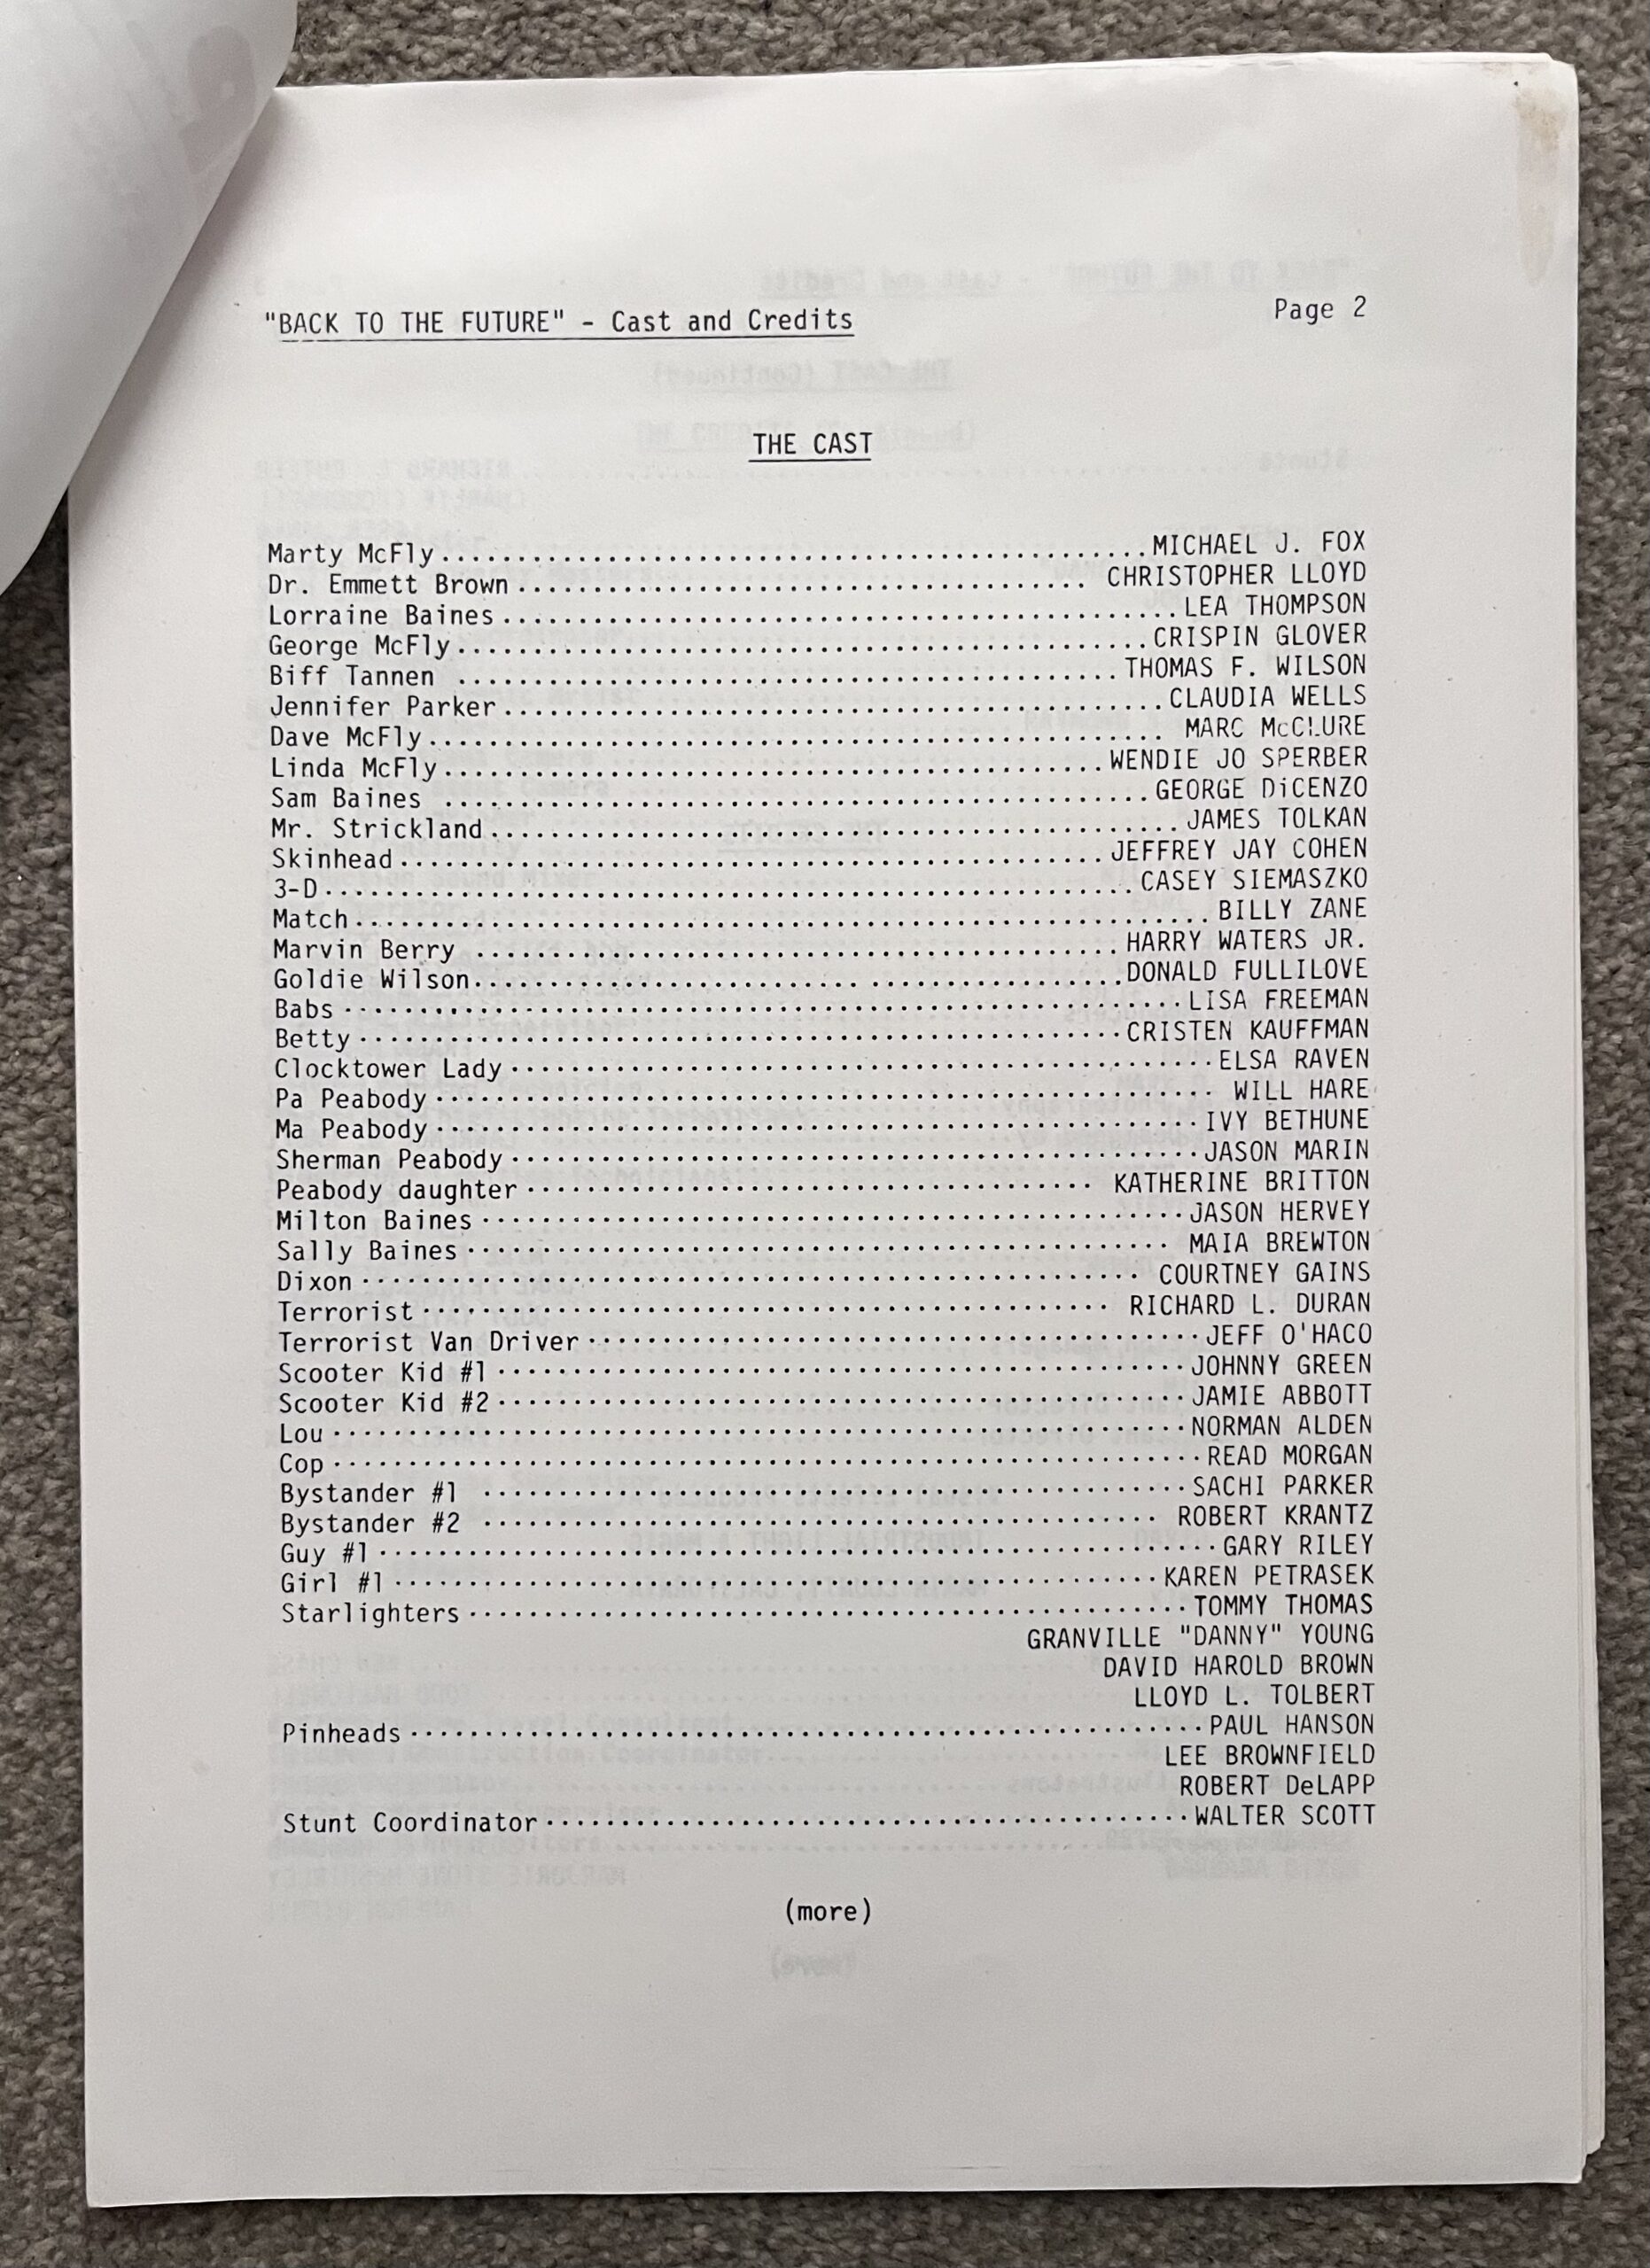 "BACK TO THE FUTURE" - Cast and Credits Page 2
THE CAST
Marty McFly...............................................MICHAEL J. FOX
Dr. Emmett Brown...................................... CHRISTOPHER LLOYD
Lorraine Baines.............................................LEA THOMPSON
George McFly..............................................CRISPIN GLOVER
Biff Tannen ............................................THOMAS F. WILSON
Jennifer Parker............................................CLAUDIA WELLS
Dave McFly................................................. MARC McCLURE
Linda McFly............................................WENDIE JO SPERBER
Sam Baines ...............................................GEORGE DiCENZO
Mr. Strickland..............................................JAMES TOLKAN
Skinhead...............................................JEFFREY JAY COHEN
3-D......................................................CASEY SIEMASZKO
Match.........................................................BILLY ZANE
Marvin Berry ...........................................HARRY WATERS JR.
Goldie Wilson.......................... .................DONALD FULLILOVE
Babs........................................................LISA FREEMAN
Betty...................................................CRISTEN KAUFFMAN
Clocktower Lady...............................................ELSA RAVEN
Pa Peabody.................................................... WILL HARE
Ma Peabody...................................................IVY BETHUNE
Sherman Peabody..............................................JASON MARIN
Peabody daughter...................................... KATHERINE BRITTON
Milton Baines...............................................JASON HERVEY
Sally Baines............................................... MAIA BREWTON
Dixon.................................................... COURTNEY GAINS
Terrorist.............................................. RICHARD L. DURAN
Terrorist Van Driver.........................................JEFF O'HACO
Scooter Kid #1..............................................JOHNNY GREEN
Scooter Kid #2..............................................JAMIE ABBOTT
Lou.........................................................NORMAN ALDEN
Cop..........................................................READ MORGAN
Bystander #1 ...............................................SACHI PARKER
Bystander #2 ............................................. ROBERT KRANTZ
Guy #1........................................................GARY RILEY
Girl #1...................................................KAREN PETRASEK
Starlighters................................................TOMMY THOMAS
GRANVILLE "DANNY" YOUNG
DAVID HAROLD BROWN
LLOYD L. TOLBERT
Pinheads.....................................................PAUL HANSON
LEE BROWNFIELD
ROBERT DeLAPP
Stunt Coordinator...........................................WALTER SCOTT
(more)